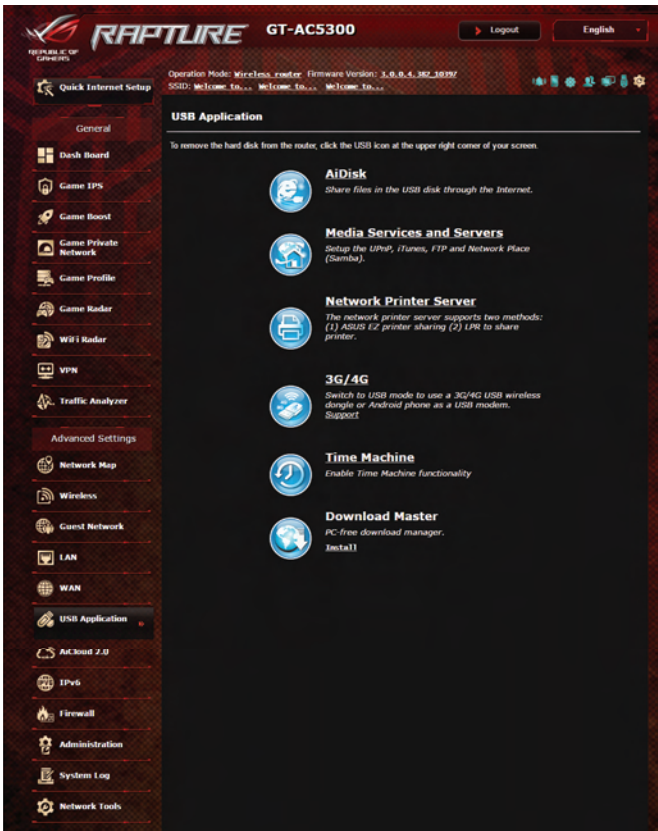 REPUBLIC OF
GAMERS
RAPTURE
GT-AC5300
Logout
English
Quick Internet Setup
Operation Mode: Wireless router Firmware Version: 3.0.0.4.382_10397
SSID: Welcome to... Welcome to... Welcome to...
General
Dash Board
Game IPS
Game Boost
Game Private
Network
Game Profile
Game Radar
WiFi Radar
VPN
Traffic Analyzer
Advanced Settings
Network Map
Wireless
Guest Network
LAN
WAN
USB Application
AiCloud 2.0
IPv6
Firewall
Administration
System Log
Network Tools
USB Application
To remove the hard disk from the router, click the USB icon at the upper right corner of your screen.
AiDisk
Share files in the USB disk through the Internet.
Media Services and Servers
Setup the UPnP, iTunes, FTP and Network Place
(Samba).
Network Printer Server
The network printer server supports two methods:
(1) ASUS EZ printer sharing (2) LPR to share
printer.
3G/4G
Switch to USB mode to use a 3G/4G USB wireless
dongle or Android phone as a USB modem.
Support
Time Machine
Enable Time Machine functionality
Download Master
PC-free download manager.
Install